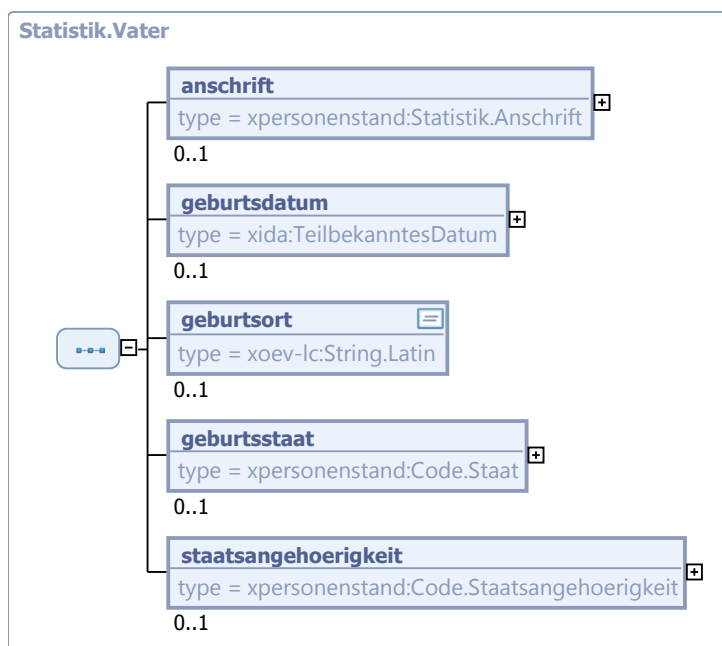 Statistik.Vater
anschrift
type = xpersonenstand:Statistik.Anschrift
0..1
geburtsdatum
type = xida:TeilbekanntesDatum
0..1
geburtsort
type = xoev-lc:String.Latin
0..1
geburtsstaat
type = xpersonenstand:Code.Staat
0..1
staatsangehoerigkeit
type = xpersonenstand:Code.Staatsangehoerigkeit
0..1